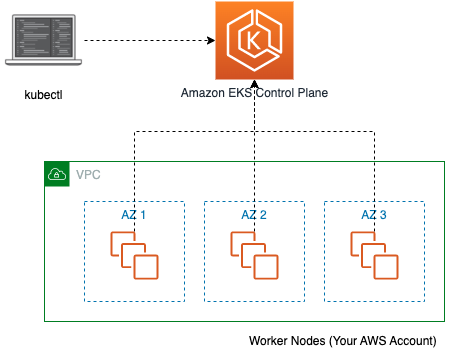 kubectl
Amazon EKS Control Plane
VPC
AZ 1
AZ 2
AZ 3
Worker Nodes (Your AWS Account)